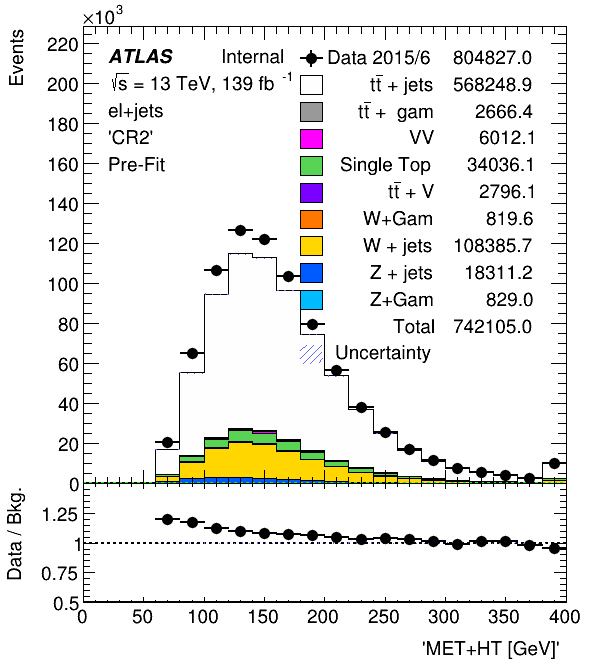 ×10³
Events
220
200
180
160
140
120
100
80
60
40
20
0
ATLAS Internal
√s = 13 TeV, 139 fb⁻¹
el+jets
'CR2'
Pre-Fit
Data 2015/6 804827.0
tt̄ + jets 568248.9
tt̄ + gam 2666.4
VV 6012.1
Single Top 34036.1
tt̄ + V 2796.1
W+Gam 819.6
W + jets 108385.7
Z + jets 18311.2
Z+Gam 829.0
Total 742105.0
Uncertainty
Data / Bkg.
1.25
1
0.75
0.5
0 50 100 150 200 250 300 350 400
'MET+HT [GeV]'